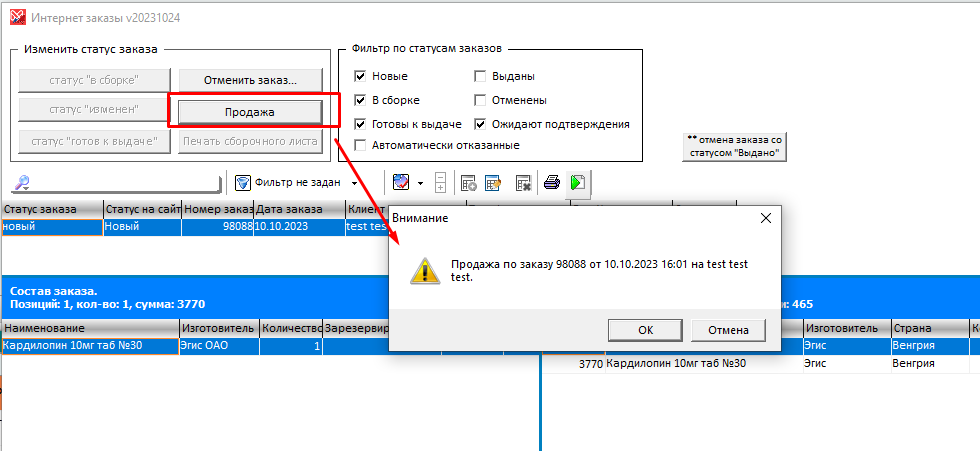 Интернет заказы v20231024
Изменить статус заказа
статус "в сборке"
Отменить заказ...
статус "изменен"
Продажа
статус "готов к выдаче"
Печать сборочного листа
Фильтр по статусам заказов
Новые
Выданы
В сборке
Отменены
Готовы к выдаче
Ожидают подтверждения
Автоматически отказанные
** отмена заказа со
статусом "Выдано"
Фильтр не задан
Статус заказа Статус на сайт Номер заказ Дата заказа Клиент
новый Новый 98088 10.10.2023 test tes
Внимание
Продажа по заказу 98088 от 10.10.2023 16:01 на test test
test.
OK
Отмена
Состав заказа.
Позиций: 1, кол-во: 1, сумма: 3770
и: 465
Наименование Изготовитель Количество Зарезервир
Кардилопин 10мг таб №30 Эгис ОАО 1
Изготовитель Страна К
Эгис Венгрия
3770 Кардилопин 10мг таб №30 Эгис Венгрия